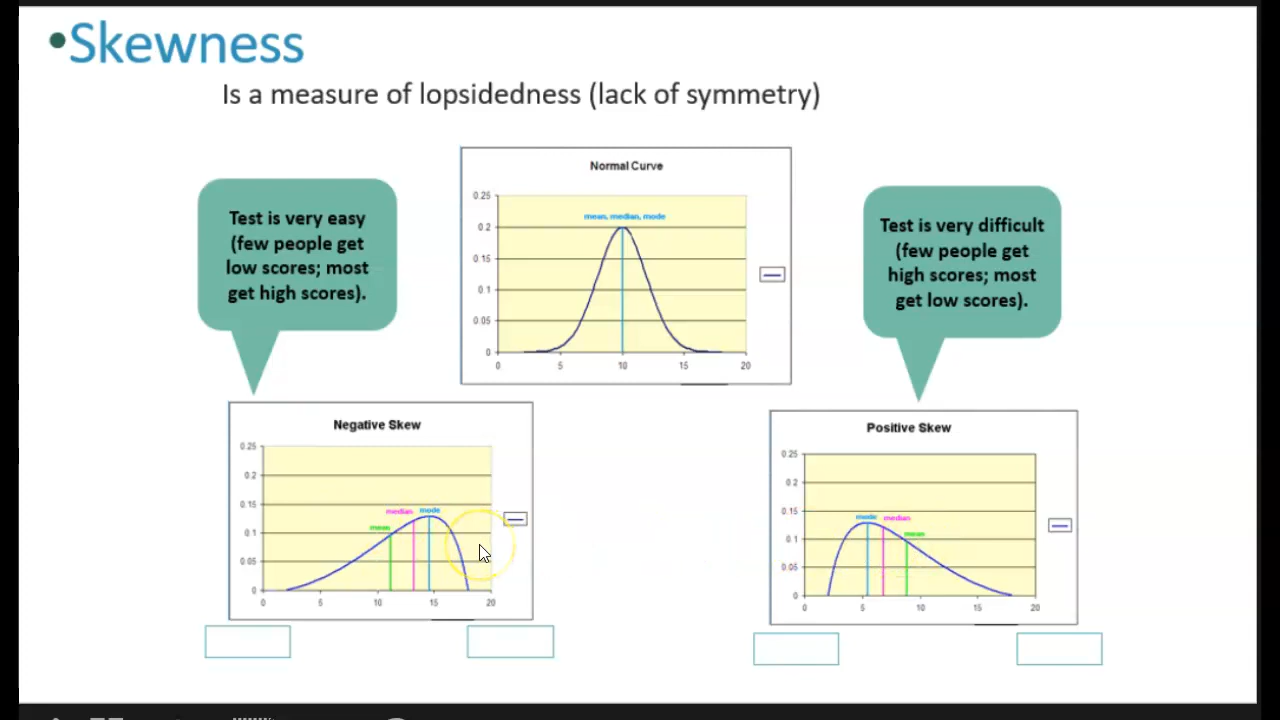 •Skewness
Is a measure of lopsidedness (lack of symmetry)
Test is very easy
(few people get
low scores; most
get high scores).
Normal Curve
0.25
0.2
0.15
0.1
0.05
0
mean, median, mode
0 5 10 15 20
Test is very difficult
(few people get
high scores; most
get low scores).
Negative Skew
0.25
0.2
0.15
0.1
0.05
0
mean
median
mode
0 5 10 15 20
Positive Skew
0.25
0.2
0.15
0.1
0.05
0
mode
median
mean
0 5 10 15 20